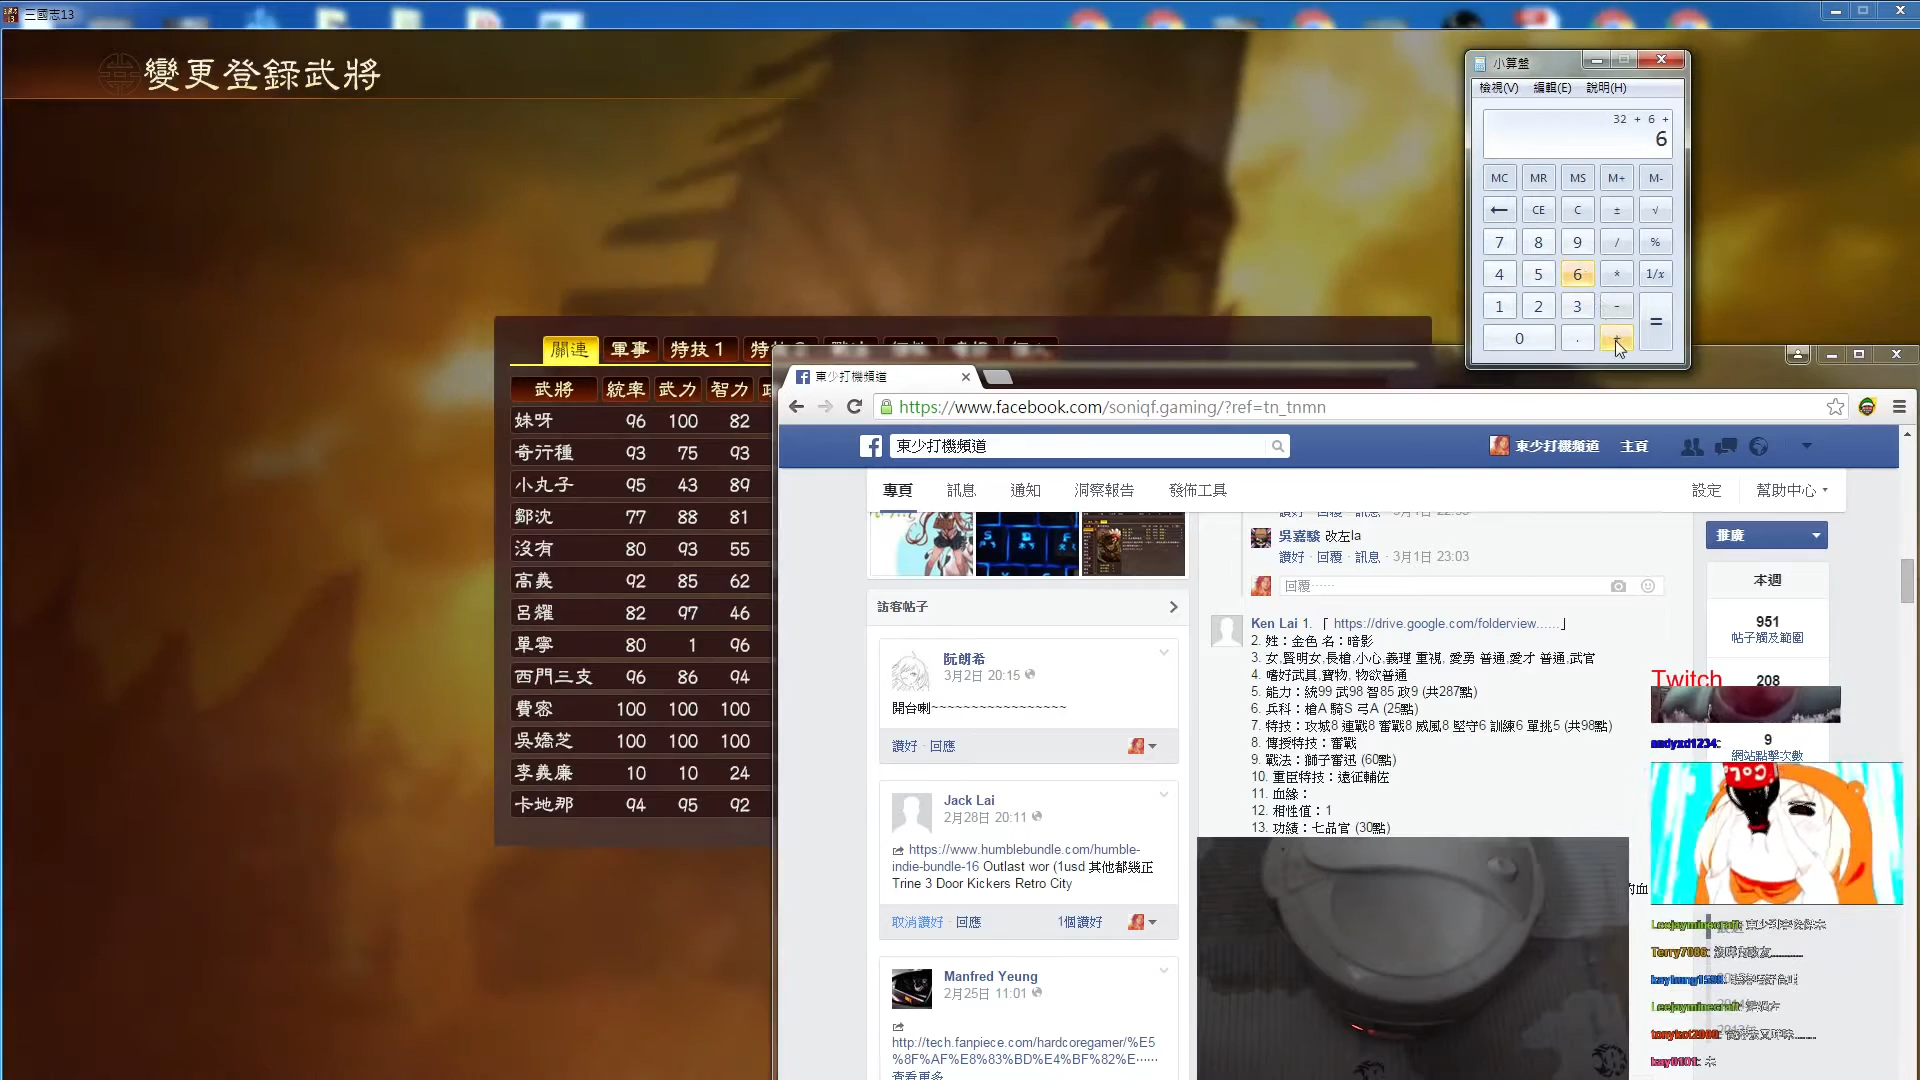 三國志13
變更登録武將
小算盤
檢視(V) 編輯(E) 說明(H)
32 + 6 +
6
MC MR MS M+ M-
← CE C ± √
7 8 9 / %
4 5 6 * 1/x
1 2 3 - =
0 . +
關連 軍事 特技1
武將 統率 武力 智力
妹呀 96 100 82
奇行種 93 75 93
小丸子 95 43 89
鄒沈 77 88 81
沒有 80 93 55
高義 92 85 62
呂耀 82 97 46
單寧 80 1 96
西門三支 96 86 94
費密 100 100 100
吳嬌芝 100 100 100
李義廉 10 10 24
卡地那 94 95 92
東少打機頻道
https://www.facebook.com/soniqf.gaming/?ref=tn_tnmn
東少打機頻道
東少打機頻道 主頁
專頁 訊息 通知 洞察報告 發佈工具 設定 幫助中心
訪客帖子
阮朗希
3月2日 20:15
開台喇~~~~~~~~~~~~~~~~~
讚好 · 回應
Jack Lai
2月28日 20:11
https://www.humblebundle.com/humble-
indie-bundle-16 Outlast wor (1usd 其他都幾正
Trine 3 Door Kickers Retro City
取消讚好 · 回應 1個讚好
Manfred Yeung
2月25日 11:01
http://tech.fanpiece.com/hardcoregamer/%E5
%8F%AF%E8%83%BD%E4%BF%82%E······
查看更多
讚好 · 回覆 · 訊息 · 3月1日
吳嘉駿 改左la
讚好 · 回覆 · 訊息 · 3月1日 23:03
回覆······
Ken Lai 1. 「 https://drive.google.com/folderview......」
2. 姓：金色 名：暗影
3. 女,賢明女,長槍,小心,義理 重視, 愛勇 普通,愛才 普通,武官
4. 嗜好武具,寶物, 物欲普通
5. 能力：統99 武98 智85 政9 (共287點)
6. 兵科：槍A 騎S 弓A (25點)
7. 特技：攻城8 連戰8 奮戰8 威風8 堅守6 訓練6 單挑5 (共98點)
8. 傳授特技：奮戰
9. 戰法：獅子奮迅 (60點)
10. 重臣特技：遠征輔佐
11. 血緣：
12. 相性值：1
13. 功績：七品官 (30點)
推廣
本週
951
帖子觸及範圍
208
Twitch
andyzd1234:
9
網站點擊次數
Leejayminecraft:
Terry7086:
Leejayminecraft: